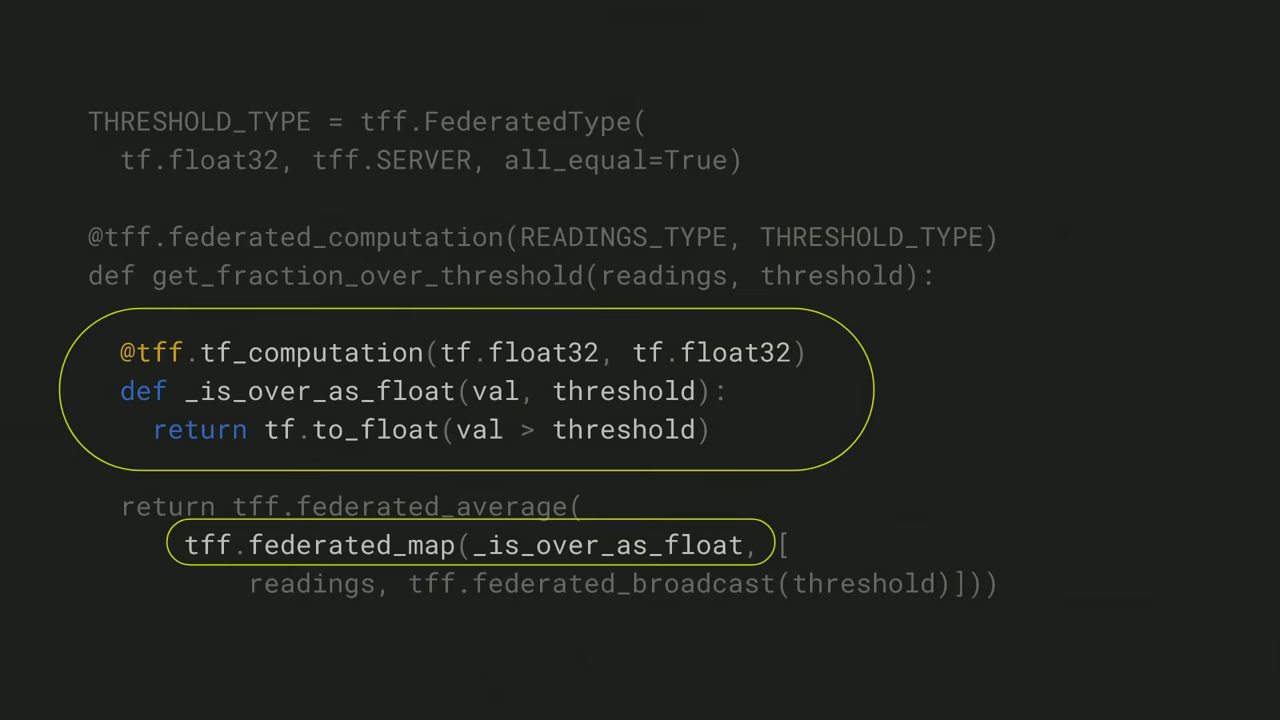 THRESHOLD_TYPE = tff.FederatedType(
  tf.float32, tff.SERVER, all_equal=True)
@tff.federated_computation(READINGS_TYPE, THRESHOLD_TYPE)
def get_fraction_over_threshold(readings, threshold):
  @tff.tf_computation(tf.float32, tf.float32)
  def _is_over_as_float(val, threshold):
    return tf.to_float(val > threshold)
  return tff.federated_average(
      tff.federated_map(_is_over_as_float, [
          readings, tff.federated_broadcast(threshold)]))